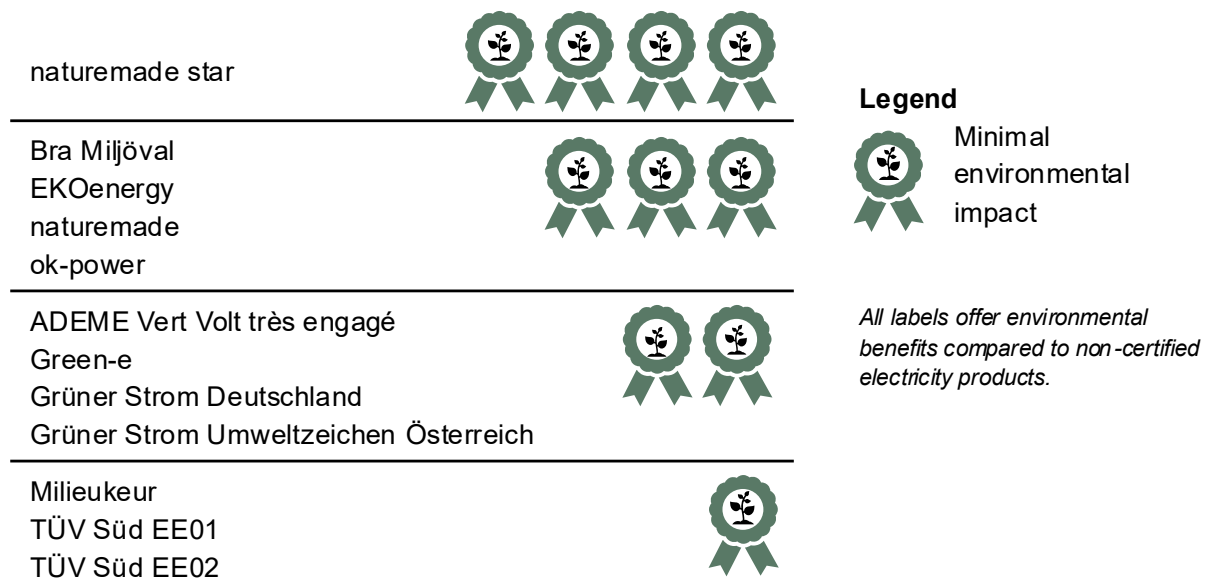 naturemade star
Bra Miljöval
EKOenergy
naturemade
ok-power
ADEME Vert Volt très engagé
Green-e
Grüner Strom Deutschland
Grüner Strom Umweltzeichen Österreich
Milieukeur
TÜV Süd EE01
TÜV Süd EE02
Legend
Minimal
environmental
impact
All labels offer environmental
benefits compared to non-certified
electricity products.